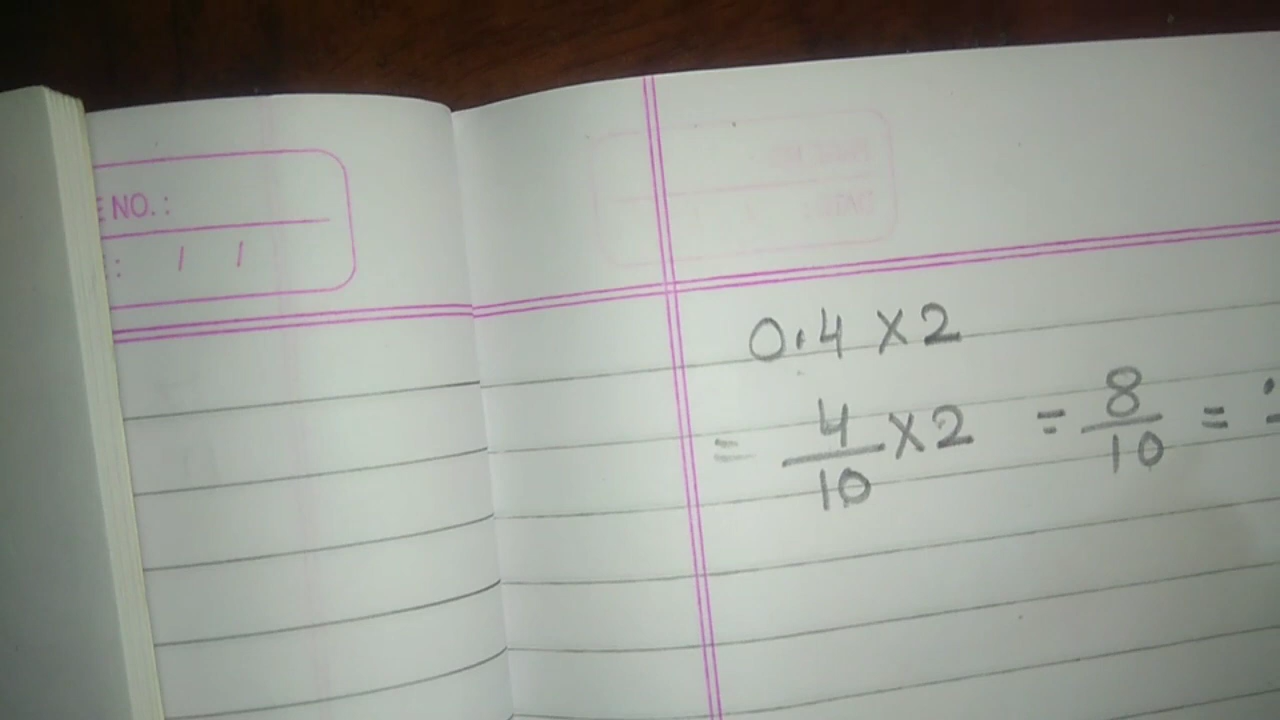 E NO.:
: / /
0.4 × 2
= 4/10 × 2 = 8/10 =